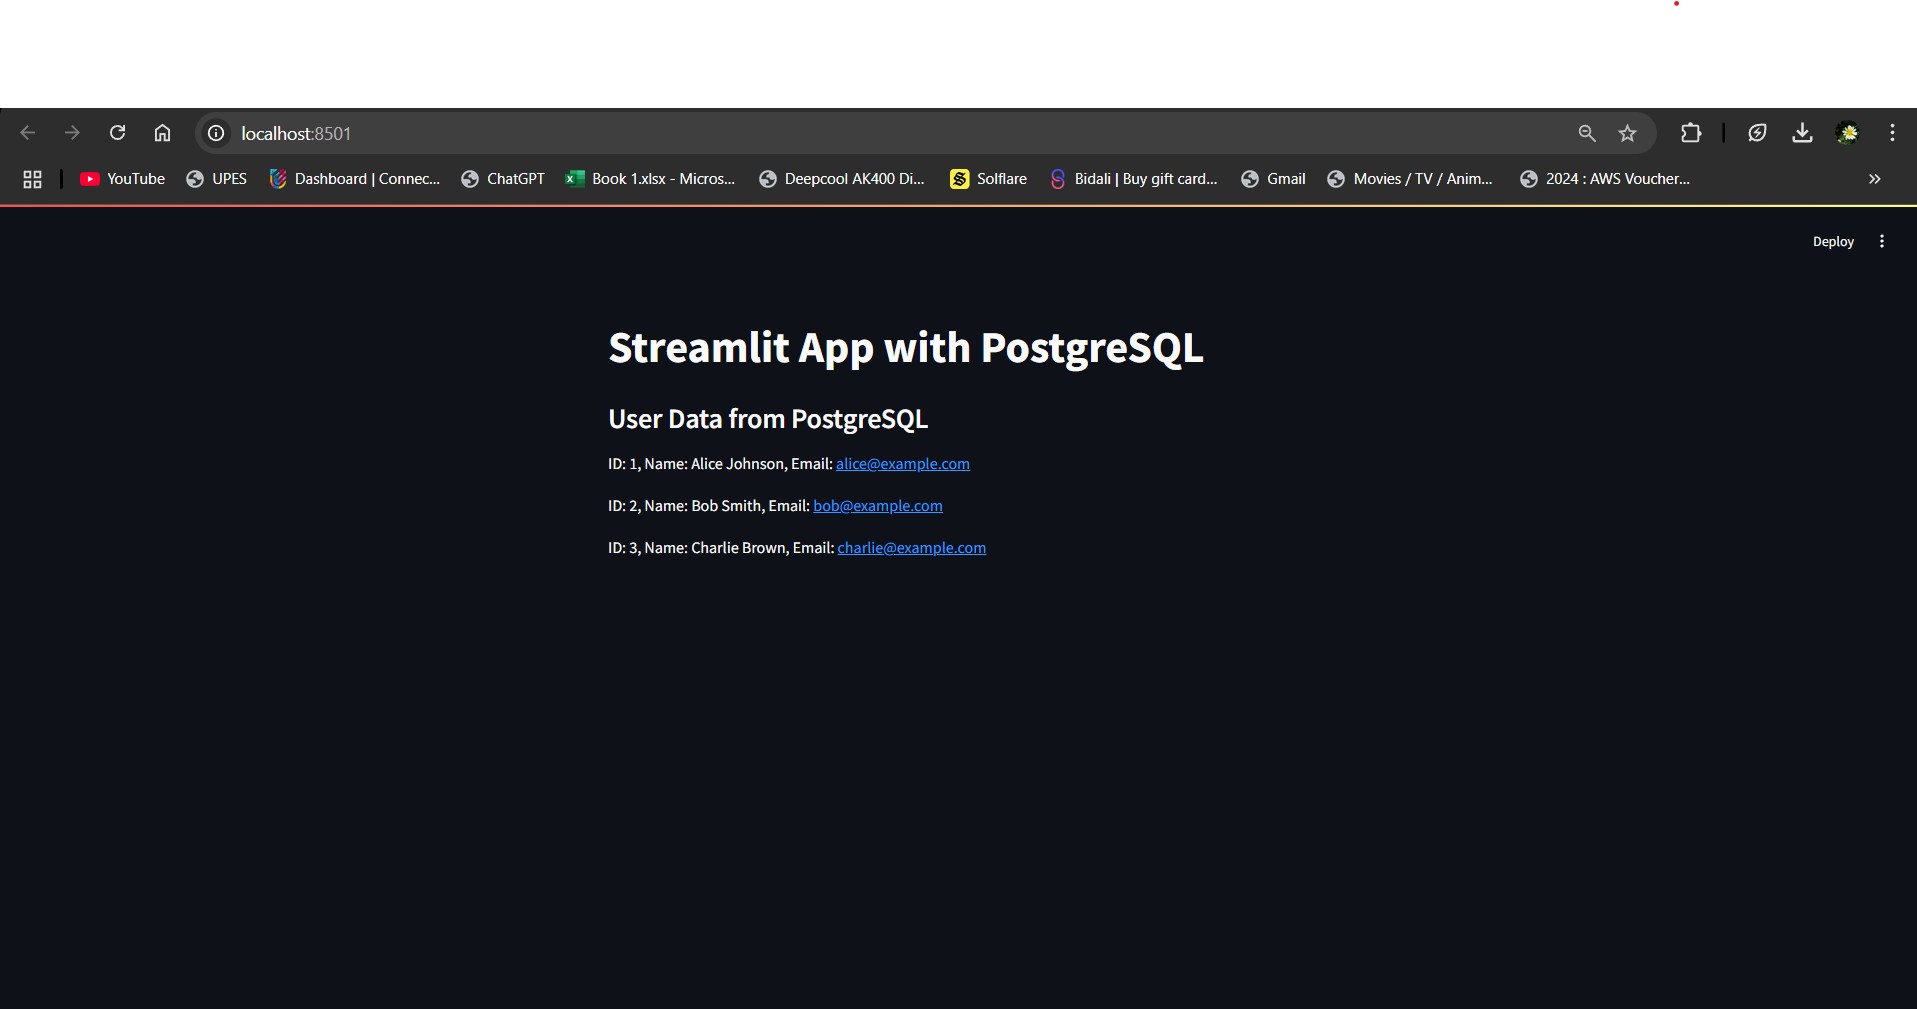 localhost:8501
YouTube UPES Dashboard | Connec... ChatGPT Book 1.xlsx - Micros... Deepcool AK400 Di... Solflare Bidali | Buy gift card... Gmail Movies / TV / Anim... 2024 : AWS Voucher...
Deploy
Streamlit App with PostgreSQL
User Data from PostgreSQL
ID: 1, Name: Alice Johnson, Email: alice@example.com
ID: 2, Name: Bob Smith, Email: bob@example.com
ID: 3, Name: Charlie Brown, Email: charlie@example.com